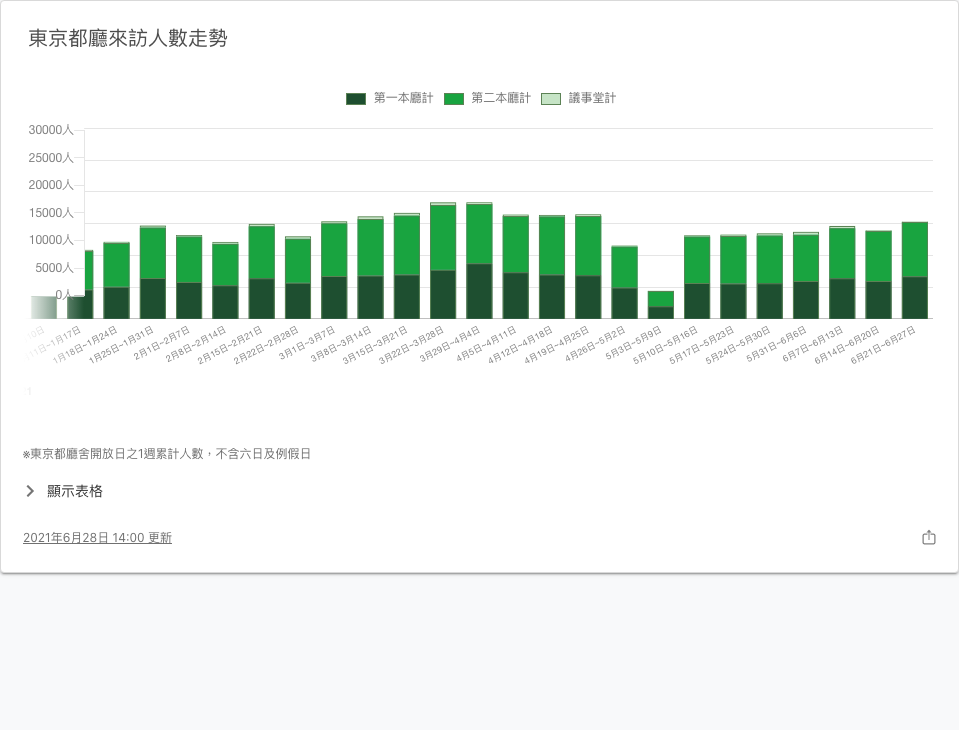 東京都廳來訪人數走勢
第一本廳計 第二本廳計 議事堂計
30000人
25000人
20000人
15000人
10000人
5000人
0人
1月18日~1月24日
1月25日~1月31日
2月1日~2月7日
2月8日~2月14日
2月15日~2月21日
2月22日~2月28日
3月1日~3月7日
3月8日~3月14日
3月15日~3月21日
3月22日~3月28日
3月29日~4月4日
4月5日~4月11日
4月12日~4月18日
4月19日~4月25日
4月26日~5月2日
5月3日~5月9日
5月10日~5月16日
5月17日~5月23日
5月24日~5月30日
5月31日~6月6日
6月7日~6月13日
6月14日~6月20日
6月21日~6月27日
※東京都廳舍開放日之1週累計人數，不含六日及例假日
顯示表格
2021年6月28日 14:00 更新